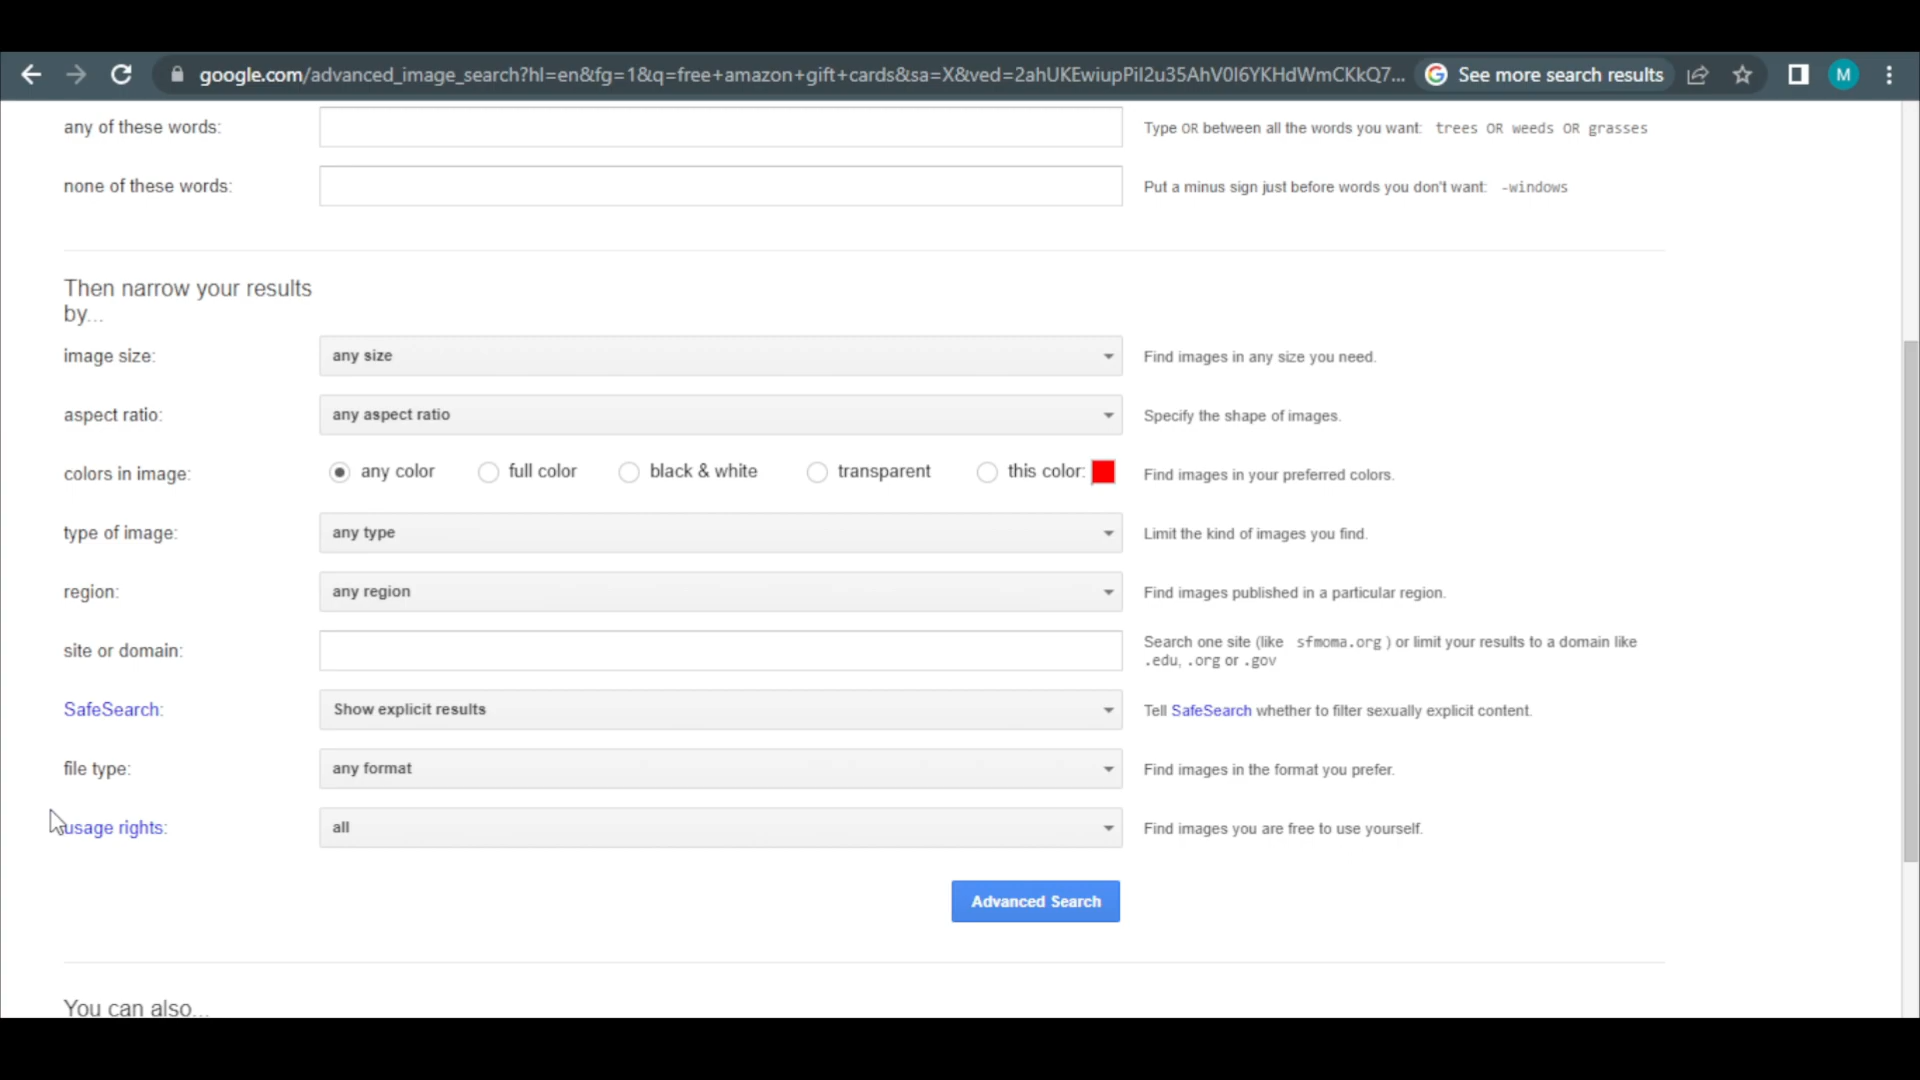 google.com/advanced_image_search?hl=en&fg=1&q=free+amazon+gift+cards&sa=X&ved=2ahUKEwiupPiI2u35AhV0I6YKHdWmCKkQ7... See more search results M
any of these words: Type OR between all the words you want: trees OR weeds OR grasses
none of these words: Put a minus sign just before words you don't want: -windows
Then narrow your results
by...
image size: any size Find images in any size you need.
aspect ratio: any aspect ratio Specify the shape of images.
colors in image: any color full color black & white transparent this color: Find images in your preferred colors.
type of image: any type Limit the kind of images you find.
region: any region Find images published in a particular region.
site or domain: Search one site (like sfmoma.org ) or limit your results to a domain like
.edu, .org or .gov
SafeSearch: Show explicit results Tell SafeSearch whether to filter sexually explicit content.
file type: any format Find images in the format you prefer.
usage rights: all Find images you are free to use yourself.
Advanced Search
You can also...